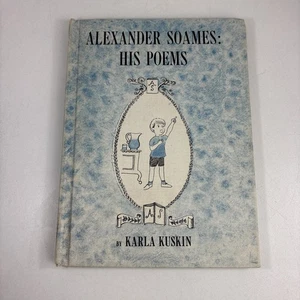 ALEXANDER SOAMES:
HIS POEMS
A S
A S
BY KARLA KUSKIN